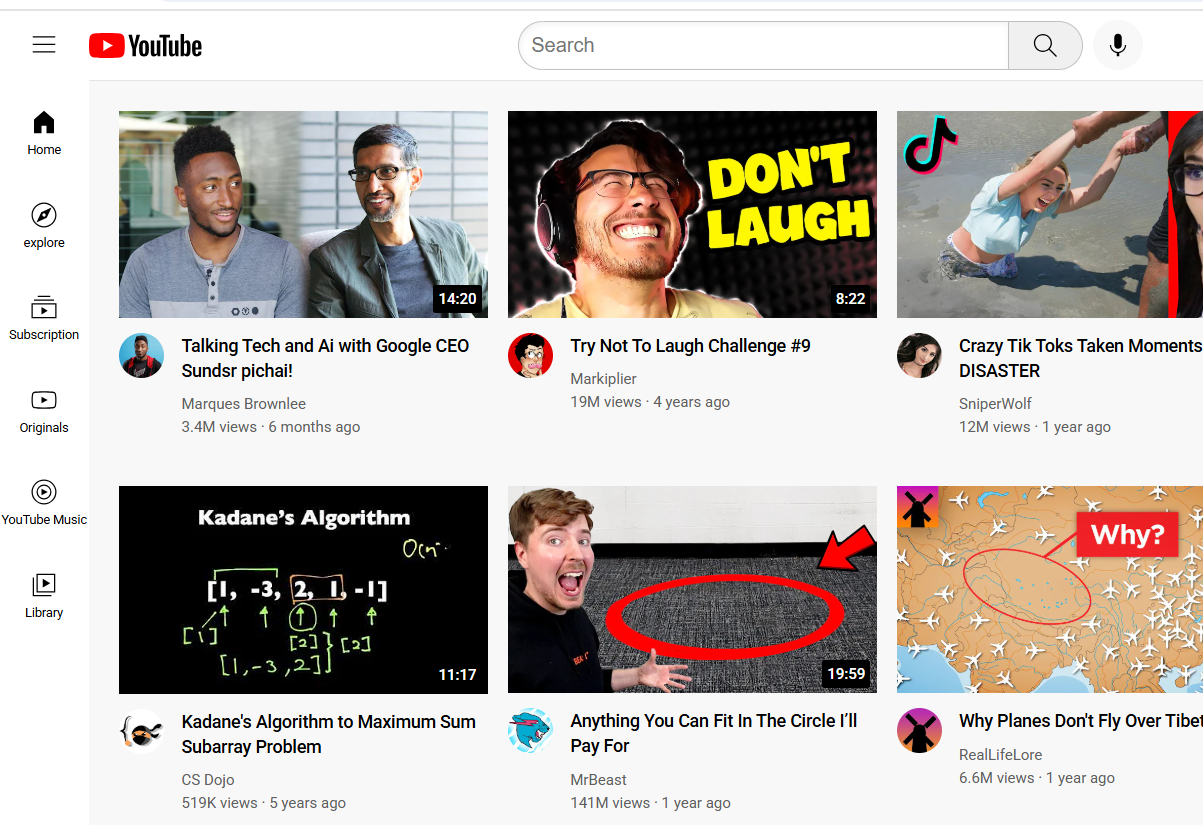 YouTube
Search
Home
explore
Subscription
Originals
YouTube Music
Library
14:20
Talking Tech and Ai with Google CEO
Sundsr pichai!
Marques Brownlee
3.4M views · 6 months ago
DON'T
LAUGH
8:22
Try Not To Laugh Challenge #9
Markiplier
19M views · 4 years ago
Crazy Tik Toks Taken Moments
DISASTER
SniperWolf
12M views · 1 year ago
Kadane's Algorithm
[1, -3, 2, 1, -1]
[1]
[2]
[2]
[1,-3,2]
11:17
Kadane's Algorithm to Maximum Sum
Subarray Problem
CS Dojo
519K views · 5 years ago
19:59
Anything You Can Fit In The Circle I’ll
Pay For
MrBeast
141M views · 1 year ago
Why?
Why Planes Don't Fly Over Tibet
RealLifeLore
6.6M views · 1 year ago